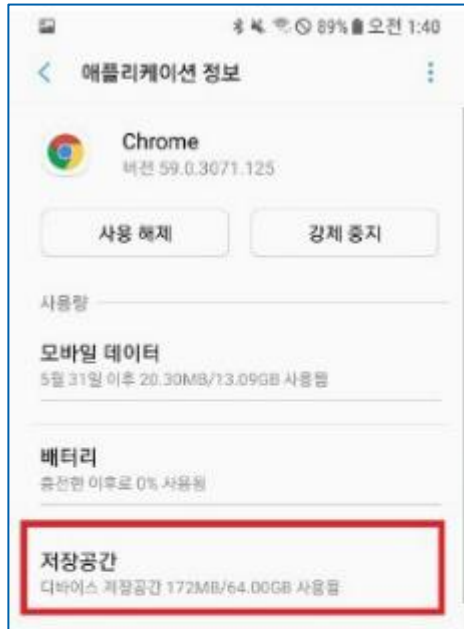 89% 오전 1:40
애플리케이션 정보
Chrome
버전 59.0.3071.125
사용 해제
강제 중지
사용량
모바일 데이터
5월 31일 이후 20.30MB/13.09GB 사용됨
배터리
충전한 이후로 0% 사용됨
저장공간
디바이스 저장공간 172MB/64.00GB 사용됨